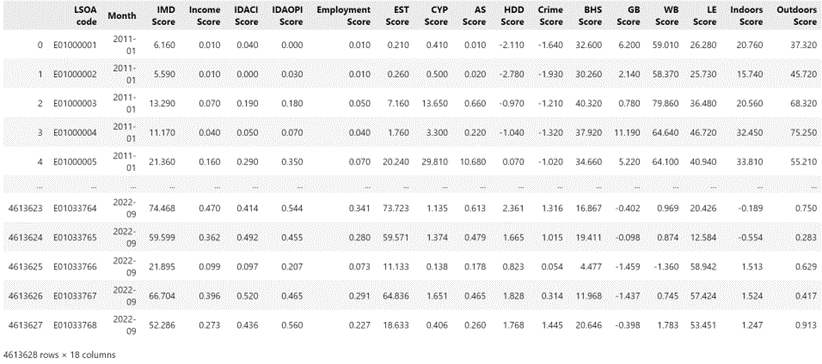 LSOA code Month IMD Score Income Score IDACI Score IDAOPI Score Employment Score EST Score CYP Score AS Score HDD Score Crime Score BHS Score GB Score WB Score LE Score Indoors Score Outdoors Score
0 E01000001 2011-01 6.160 0.010 0.040 0.000 0.010 0.210 0.410 0.010 -2.110 -1.640 32.600 6.200 59.010 26.280 20.760 37.320
1 E01000002 2011-01 5.590 0.010 0.000 0.030 0.010 0.260 0.500 0.020 -2.780 -1.930 30.260 2.140 58.370 25.730 15.740 45.720
2 E01000003 2011-01 13.290 0.070 0.190 0.180 0.050 7.160 13.650 0.660 -0.970 -1.210 40.320 0.780 79.860 36.480 20.560 68.320
3 E01000004 2011-01 11.170 0.040 0.050 0.070 0.040 1.760 3.300 0.220 -1.040 -1.320 37.920 11.190 64.640 46.720 32.450 75.250
4 E01000005 2011-01 21.360 0.160 0.290 0.350 0.070 20.240 29.810 10.680 0.070 -1.020 34.660 5.220 64.100 40.940 33.810 55.210
... ... ... ... ... ... ... ... ... ... ... ... ... ... ... ... ... ... ...
4613623 E01033764 2022-09 74.468 0.470 0.414 0.544 0.341 73.723 1.135 0.613 2.361 1.316 16.867 -0.402 0.969 20.426 -0.189 0.750
4613624 E01033765 2022-09 59.599 0.362 0.492 0.455 0.280 59.571 1.374 0.479 1.665 1.015 19.411 -0.098 0.874 12.584 -0.554 0.283
4613625 E01033766 2022-09 21.895 0.099 0.097 0.207 0.073 11.133 0.138 0.178 0.823 0.054 4.477 -1.459 -1.360 58.942 1.513 0.629
4613626 E01033767 2022-09 66.704 0.396 0.520 0.465 0.291 64.836 1.651 0.465 1.828 0.314 11.968 -1.437 0.745 57.424 1.524 0.417
4613627 E01033768 2022-09 52.286 0.273 0.436 0.560 0.227 18.633 0.406 0.260 1.768 1.445 20.646 -0.398 1.783 53.451 1.247 0.913
4613628 rows × 18 columns